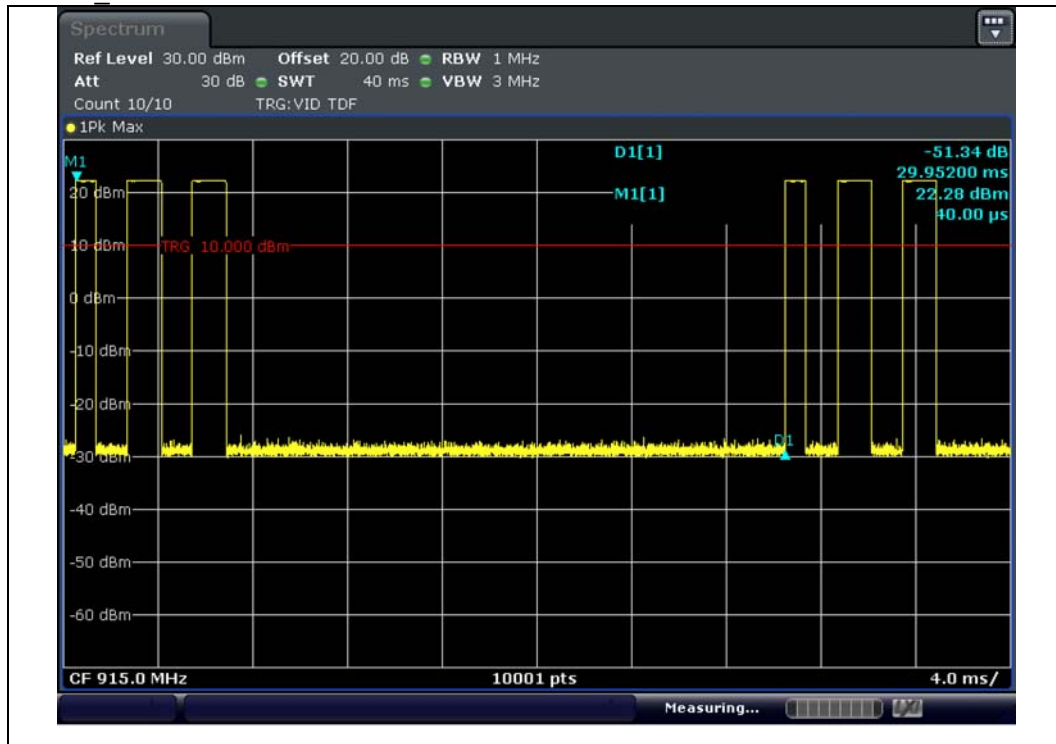 Spectrum
Ref Level 30.00 dBm Offset 20.00 dB RBW 1 MHz
Att 30 dB SWT 40 ms VBW 3 MHz
Count 10/10 TRG:VID TDF
1Pk Max
D1[1] -51.34 dB
29.95200 ms
M1[1] 22.28 dBm
40.00 µs
M1
20 dBm
10 dBm
TRG 10.000 dBm
0 dBm
-10 dBm
-20 dBm
D1
-30 dBm
-40 dBm
-50 dBm
-60 dBm
CF 915.0 MHz 10001 pts 4.0 ms/
Measuring...